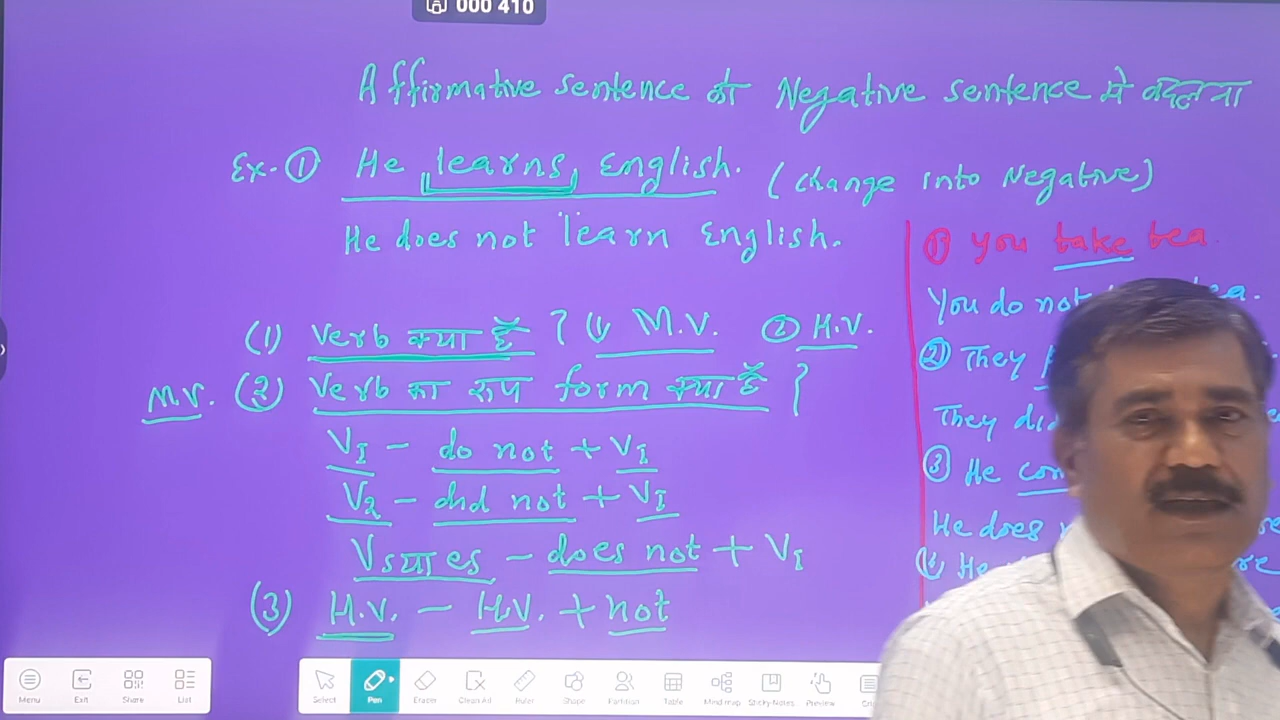 000 410
Affirmative sentence को Negative sentence में बदलना
Ex. ① He learns English. (change into Negative)
He does not learn English.
(1) Verb क्या है ? ① M.V. ② H.V.
M.V. (2) Verb का रूप form क्या है ?
V₁ - do not + V₁
V₂ - did not + V₁
Vs या es - does not + V₁
(3) H.V. - H.V. + not
① You take tea.
You do not
② They
They did
③ He
He does
He
Menu
Exit
Share
List
Select
Pen
Eraser
Clean All
Ruler
Shape
Partition
Table
Mind map
Sticky Notes
Preview